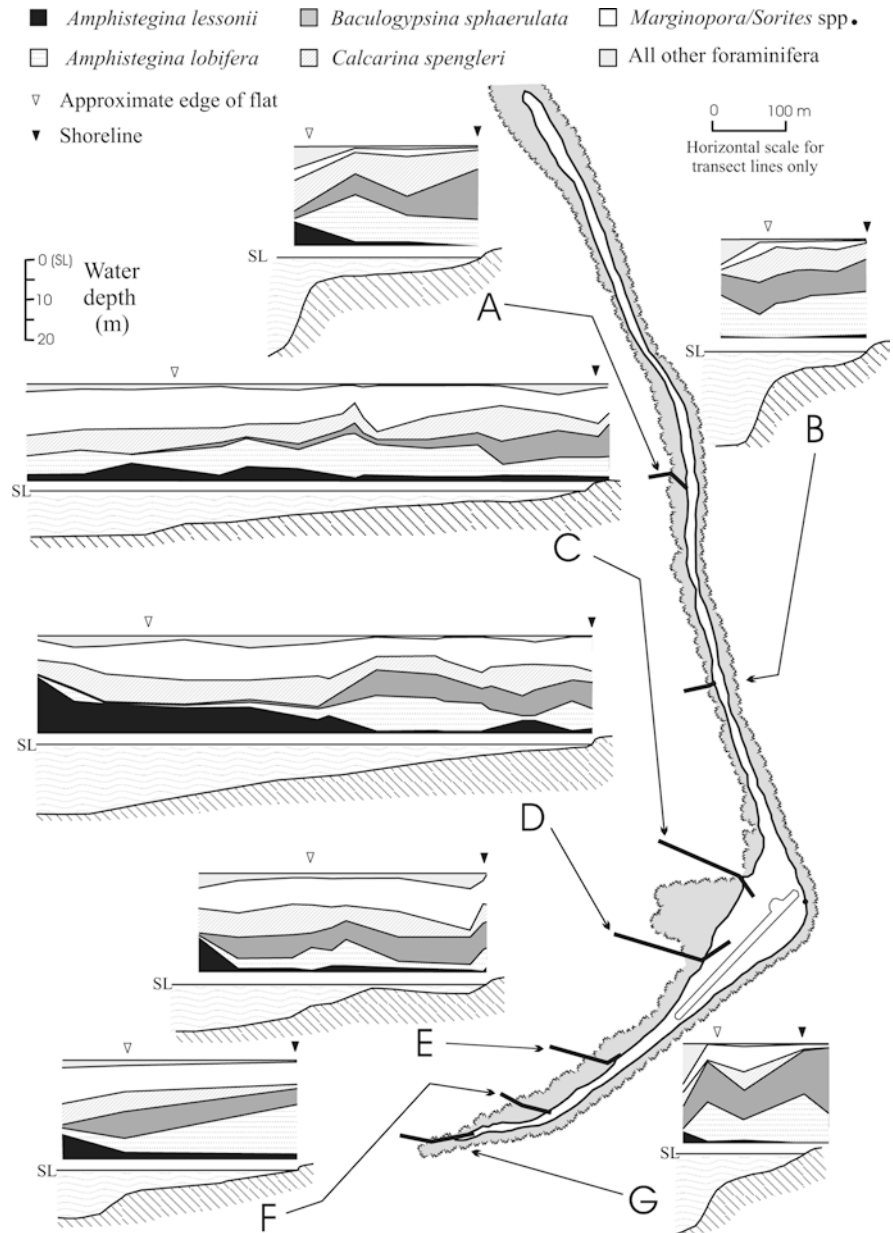 Amphistegina lessonii
Baculogypsina sphaerulata
Marginopora/Sorites spp.
Amphistegina lobifera
Calcarina spengleri
All other foraminifera
Approximate edge of flat
Shoreline
0 100 m
Horizontal scale for
transect lines only
SL
0 (SL)
10
20
Water
depth
(m)
A
SL
B
SL
C
SL
D
SL
E
SL
F
SL
G